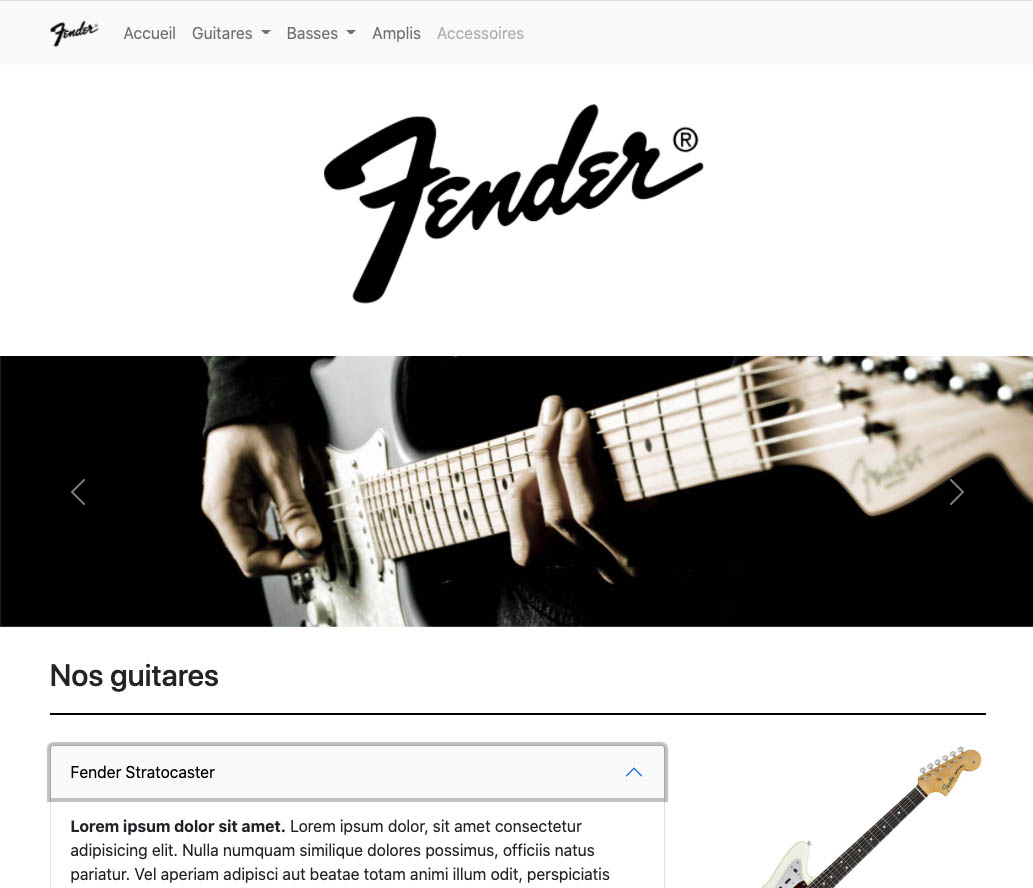 Fender
Accueil Guitares Basses Amplis Accessoires
Fender®
Fender
Nos guitares
Fender Stratocaster
Lorem ipsum dolor sit amet. Lorem ipsum dolor, sit amet consectetur
adipisicing elit. Nulla numquam similique dolores possimus, officiis natus
pariatur. Vel aperiam adipisci aut beatae totam animi illum odit, perspiciatis